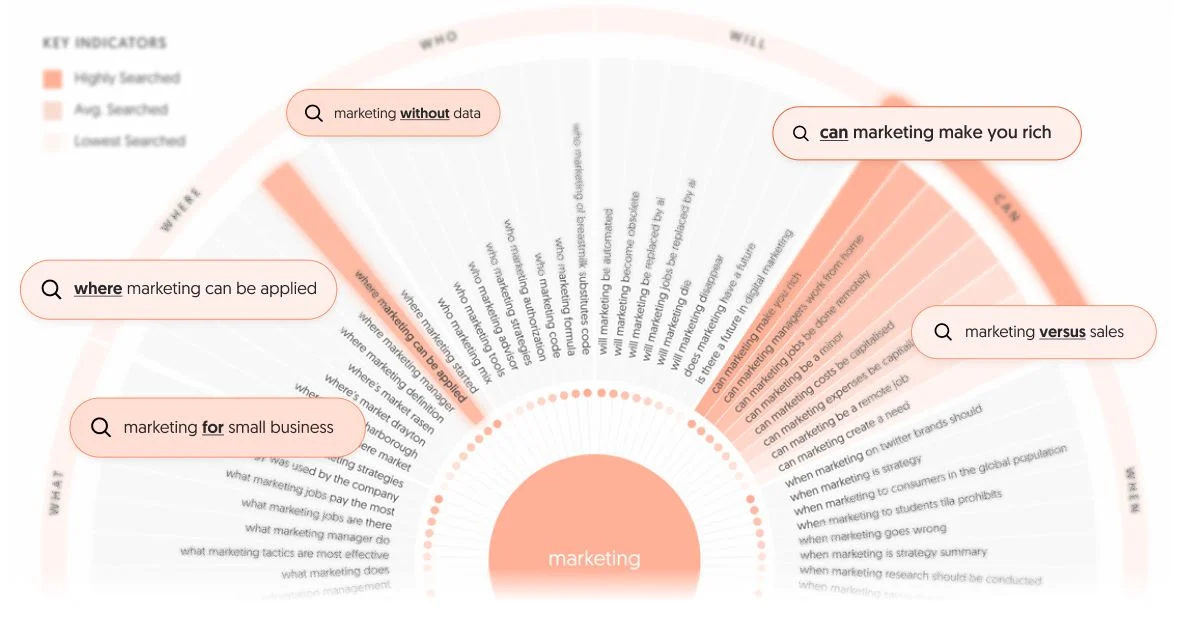 KEY INDICATORS
Highly Searched
Avg. Searched
Lowest Searched
WHAT
WHERE
WHO
WILL
CAN
WHEN
marketing without data
can marketing make you rich
where marketing can be applied
marketing versus sales
marketing for small business
management
what marketing does
what marketing tactics are most effective
what marketing manager do
what marketing jobs are there
what marketing jobs pay the most
was used by the company
strategies
market
harborough
where's market drayton
where's market rasen
where marketing definition
where marketing manager
where marketing started
where marketing can be applied
who marketing mix
who marketing tools
who marketing advisor
who marketing strategies
who marketing authorization
who marketing code
who marketing formula
who marketing of breastmilk substitutes code
will marketing be automated
will marketing become obsolete
will marketing be replaced by ai
will marketing jobs be replaced by ai
will marketing die
will marketing disappear
does marketing have a future
is there a future in digital marketing
can marketing make you rich
can marketing managers work from home
can marketing jobs be done remotely
can marketing be a minor
can marketing costs be capitalised
can marketing expenses be
can marketing be a remote job
can marketing create a need
when marketing on twitter brands should
when marketing is strategy
when marketing to consumers in the global population
when marketing to students tila prohibits
when marketing goes wrong
when marketing is strategy summary
when marketing research should be conducted
when marketing
marketing